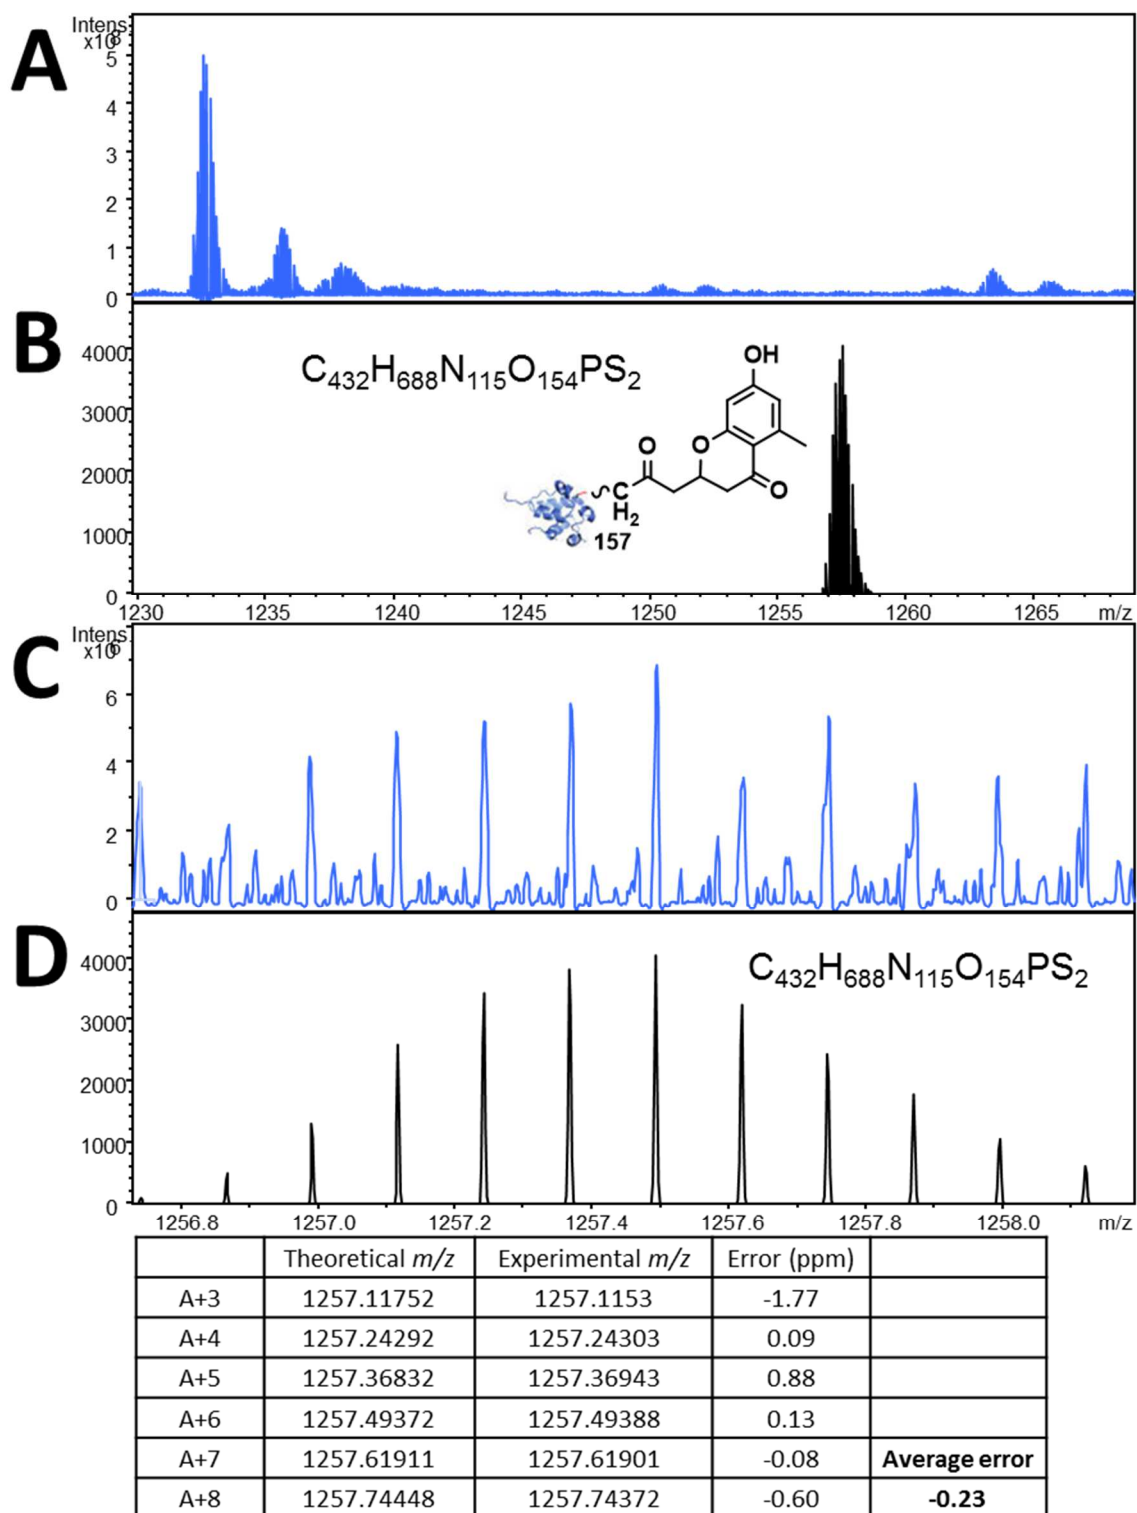 A
Intens
x10⁸
5
4
3
2
1
0
B
4000
3000
2000
1000
0
C₄₃₂H₆₈₈N₁₁₅O₁₅₄PS₂
OH
O
O
O
C
H₂
157
1230 1235 1240 1245 1250 1255 1260 1265 m/z
C
Intens
6
4
2
0
D
4000
3000
2000
1000
0
C₄₃₂H₆₈₈N₁₁₅O₁₅₄PS₂
1256.8 1257.0 1257.2 1257.4 1257.6 1257.8 1258.0 m/z
Theoretical m/z Experimental m/z Error (ppm)
A+3 1257.11752 1257.1153 -1.77
A+4 1257.24292 1257.24303 0.09
A+5 1257.36832 1257.36943 0.88
A+6 1257.49372 1257.49388 0.13
A+7 1257.61911 1257.61901 -0.08 Average error
A+8 1257.74448 1257.74372 -0.60 -0.23